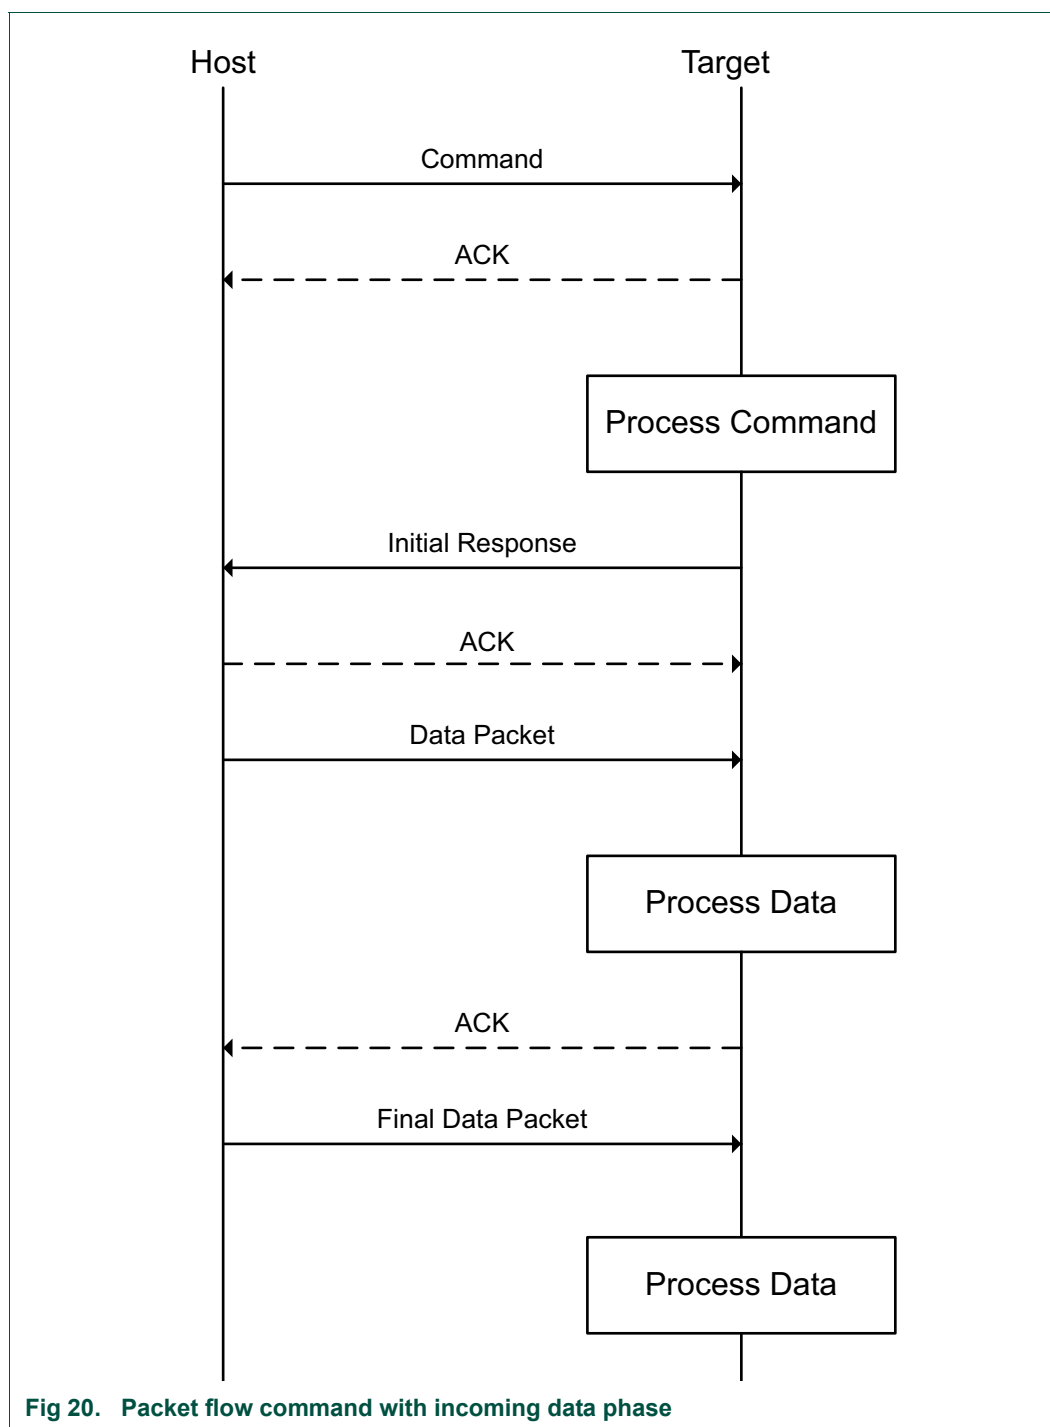 Host
Target
Command
ACK
Process Command
Initial Response
ACK
Data Packet
Process Data
ACK
Final Data Packet
Process Data
Fig 20. Packet flow command with incoming data phase